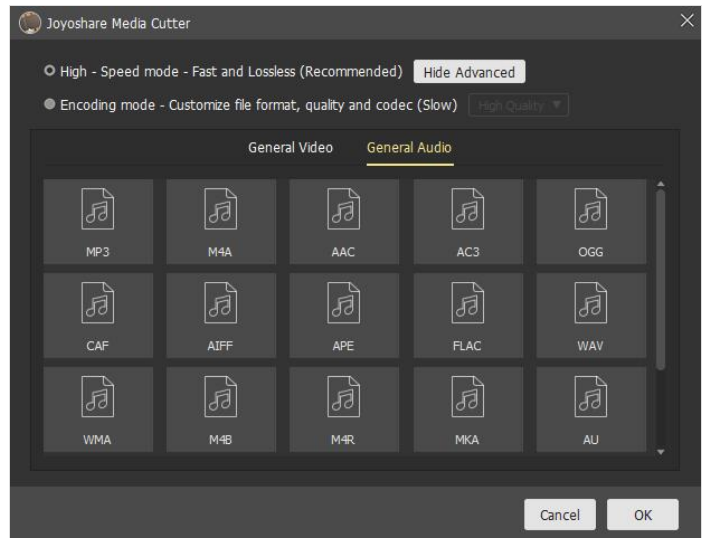 Joyoshare Media Cutter
High - Speed mode - Fast and Lossless (Recommended) Hide Advanced
Encoding mode - Customize file format, quality and codec (Slow) High Quality
General Video General Audio
MP3 M4A AAC AC3 OGG
CAF AIFF APE FLAC WAV
WMA M4B M4R MKA AU
Cancel OK